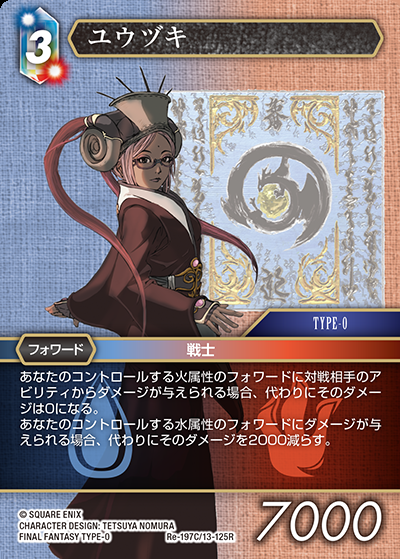 3
ユウヅキ
TYPE-0
フォワード
戦士
あなたのコントロールする火属性のフォワードに対戦相手のア
ビリティからダメージが与えられる場合、代わりにそのダメー
ジは0になる。
あなたのコントロールする水属性のフォワードにダメージが与
えられる場合、代わりにそのダメージを2000減らす。
© SQUARE ENIX
CHARACTER DESIGN: TETSUYA NOMURA
FINAL FANTASY TYPE-0
Re-197C/13-125R
7000